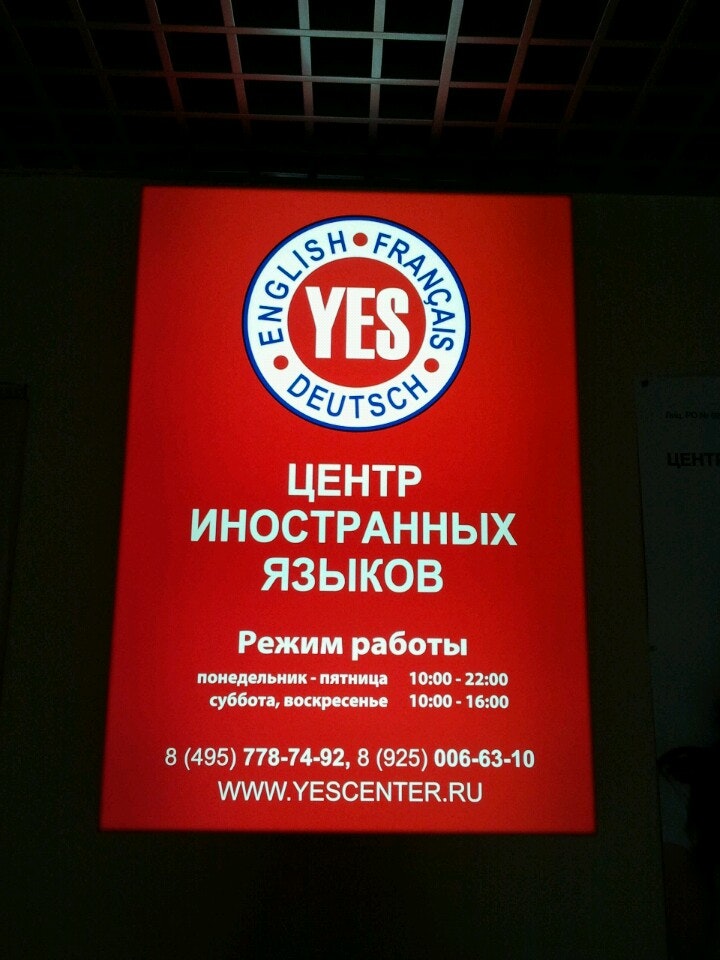 ENGLISH • FRANÇAIS • DEUTSCH •
YES
ЦЕНТР
ИНОСТРАННЫХ
ЯЗЫКОВ
Режим работы
понедельник - пятница 10:00 - 22:00
суббота, воскресенье 10:00 - 16:00
8 (495) 778-74-92, 8 (925) 006-63-10
WWW.YESCENTER.RU